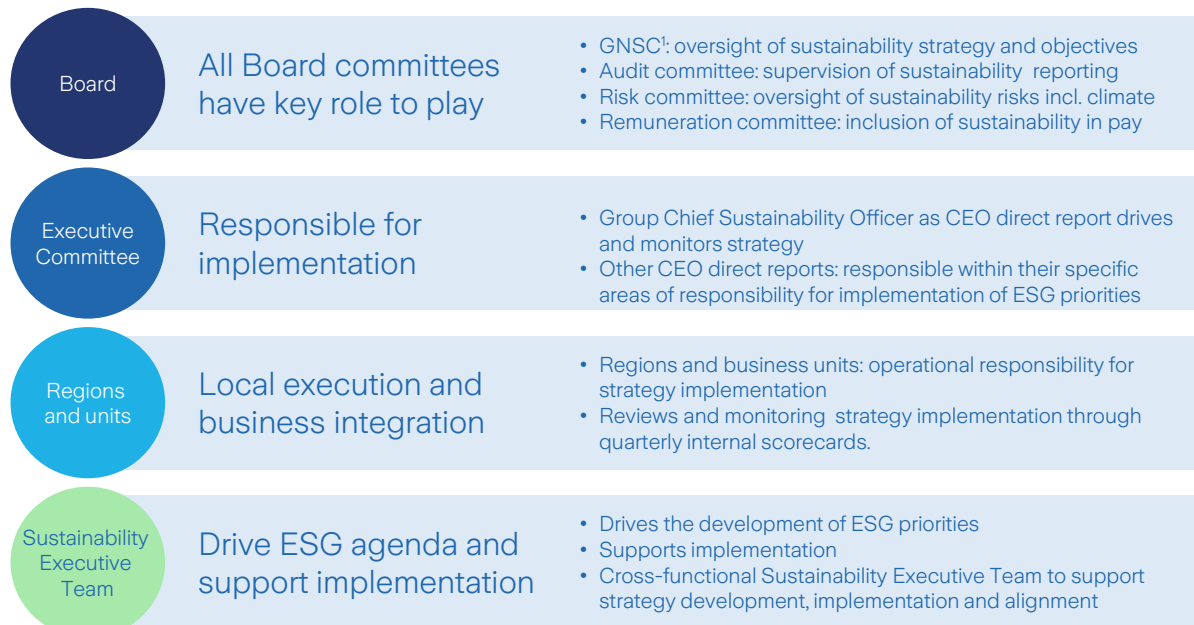 Board
All Board committees
have key role to play
• GNSC¹: oversight of sustainability strategy and objectives
• Audit committee: supervision of sustainability reporting
• Risk committee: oversight of sustainability risks incl. climate
• Remuneration committee: inclusion of sustainability in pay
Executive
Committee
Responsible for
implementation
• Group Chief Sustainability Officer as CEO direct report drives
and monitors strategy
• Other CEO direct reports: responsible within their specific
areas of responsibility for implementation of ESG priorities
Regions
and units
Local execution and
business integration
• Regions and business units: operational responsibility for
strategy implementation
• Reviews and monitoring strategy implementation through
quarterly internal scorecards.
Sustainability
Executive
Team
Drive ESG agenda and
support implementation
• Drives the development of ESG priorities
• Supports implementation
• Cross-functional Sustainability Executive Team to support
strategy development, implementation and alignment